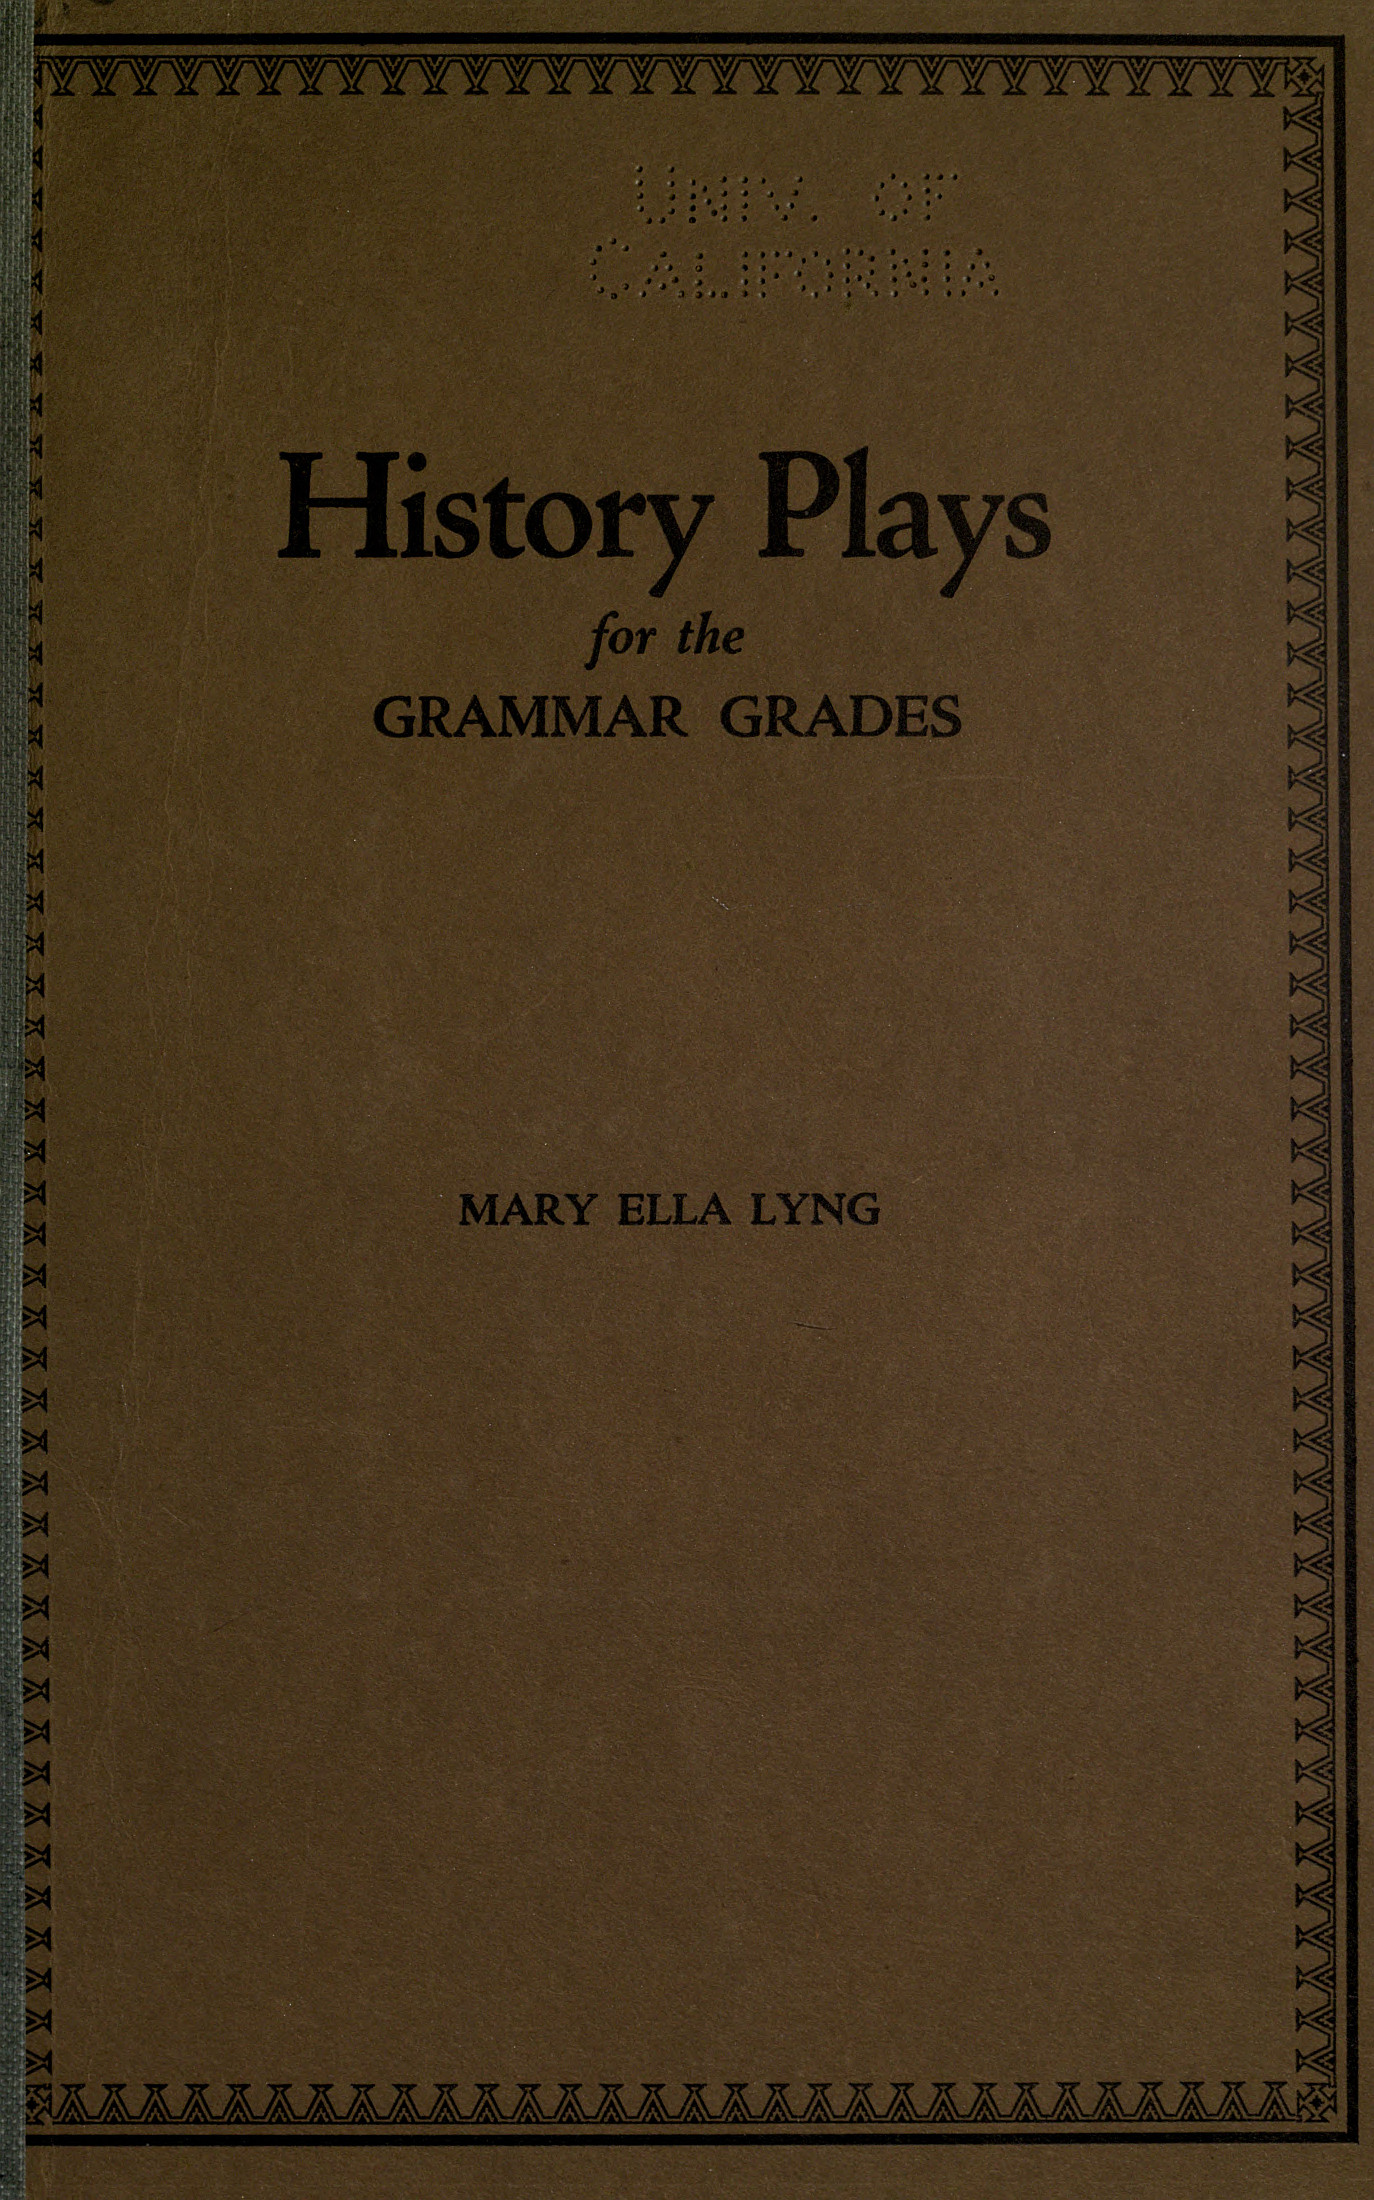 UNIV. OF
CALIFORNIA
History Plays
for the
GRAMMAR GRADES
MARY ELLA LYNG